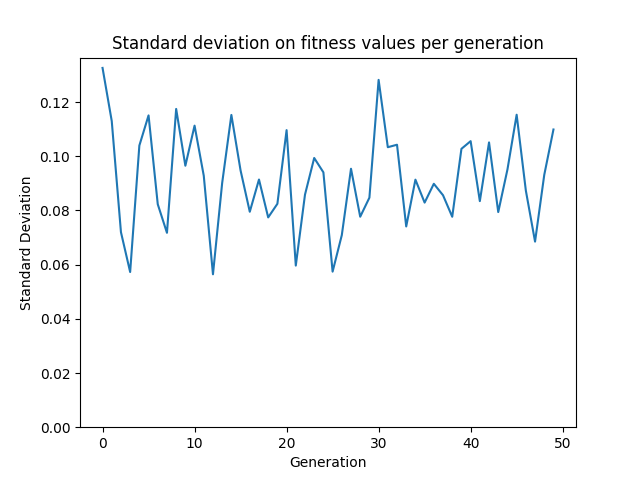 Standard deviation on fitness values per generation
0.12
0.10
0.08
0.06
0.04
0.02
0.00
Standard Deviation
0 10 20 30 40 50
Generation